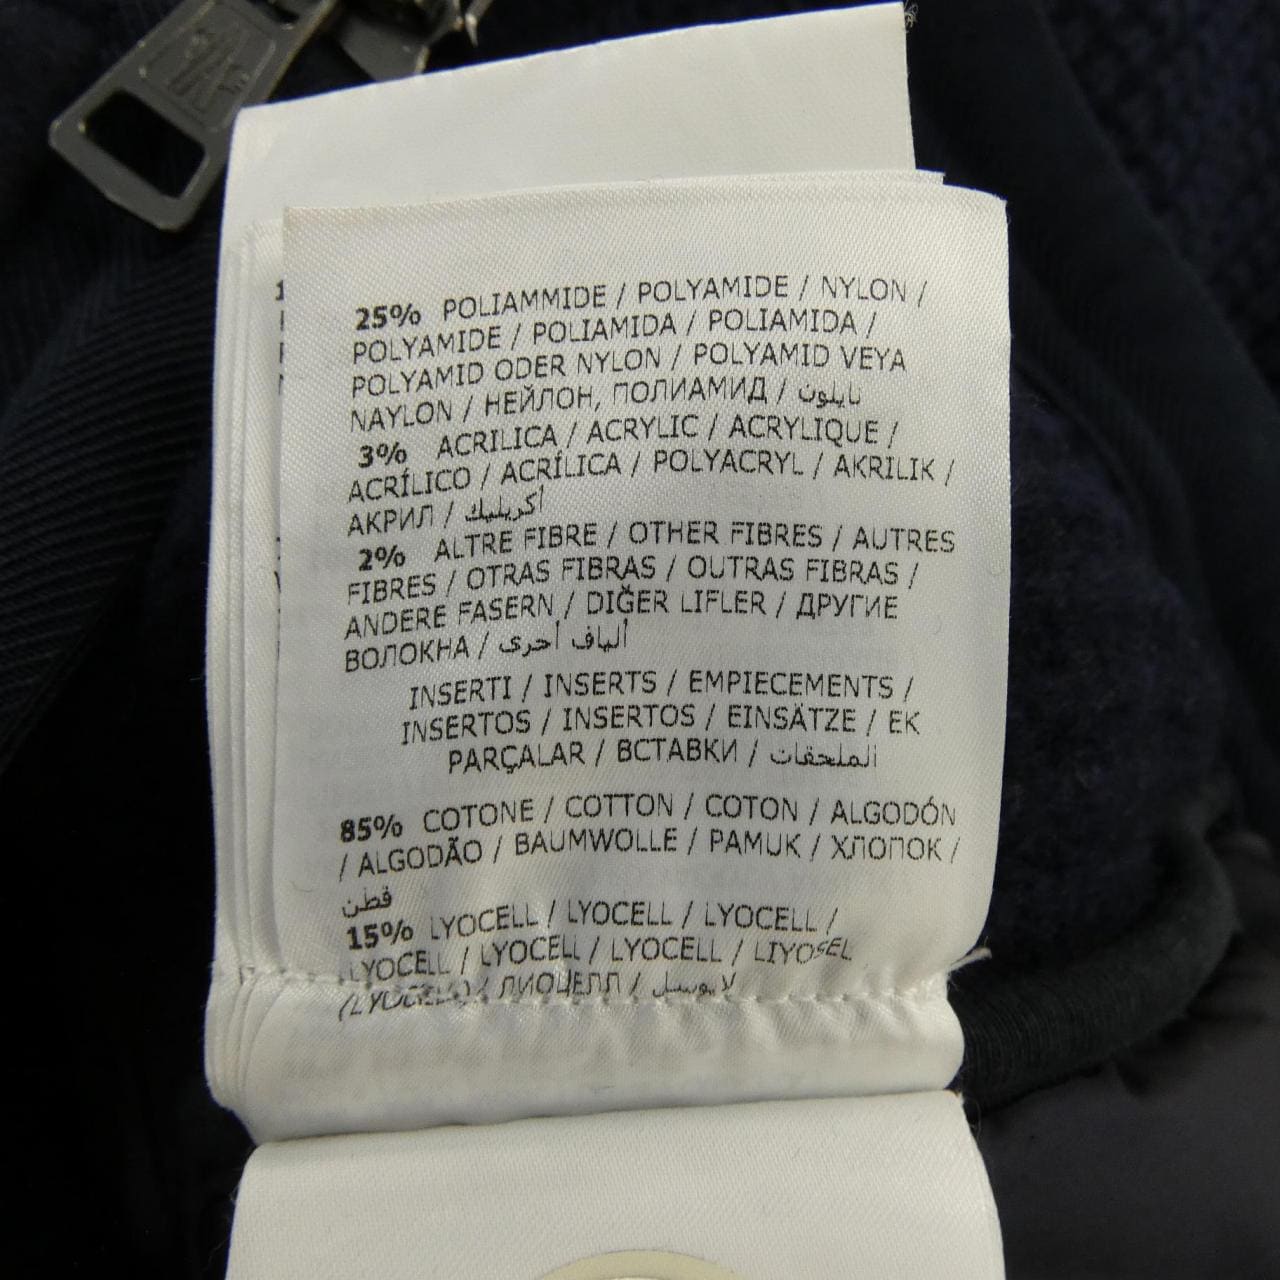 25% POLIAMMIDE / POLYAMIDE / NYLON /
POLYAMIDE / POLIAMIDA / POLIAMIDA /
POLYAMID ODER NYLON / POLYAMID VEYA
NAYLON / НЕЙЛОН, ПОЛИАМИД / نايلون
3% ACRILICA / ACRYLIC / ACRYLIQUE /
ACRÍLICO / ACRÍLICA / POLYACRYL / AKRILIK /
АКРИЛ / أكريليك
2% ALTRE FIBRE / OTHER FIBRES / AUTRES
FIBRES / OTRAS FIBRAS / OUTRAS FIBRAS /
ANDERE FASERN / DIĞER LIFLER / ДРУГИЕ
ВОЛОКНА / ألياف أحرى
INSERTI / INSERTS / EMPIECEMENTS /
INSERTOS / INSERTOS / EINSÄTZE / EK
PARÇALAR / ВСТАВКИ / الملحقات
85% COTONE / COTTON / COTON / ALGODÓN
/ ALGODÃO / BAUMWOLLE / PAMUK / ХЛОПОК /
قطن
15% LYOCELL / LYOCELL / LYOCELL /
LYOCELL / LYOCELL / LYOCELL / LIYOSEL
(LYOCELL) / ЛИОЦЕЛЛ / لايوسل